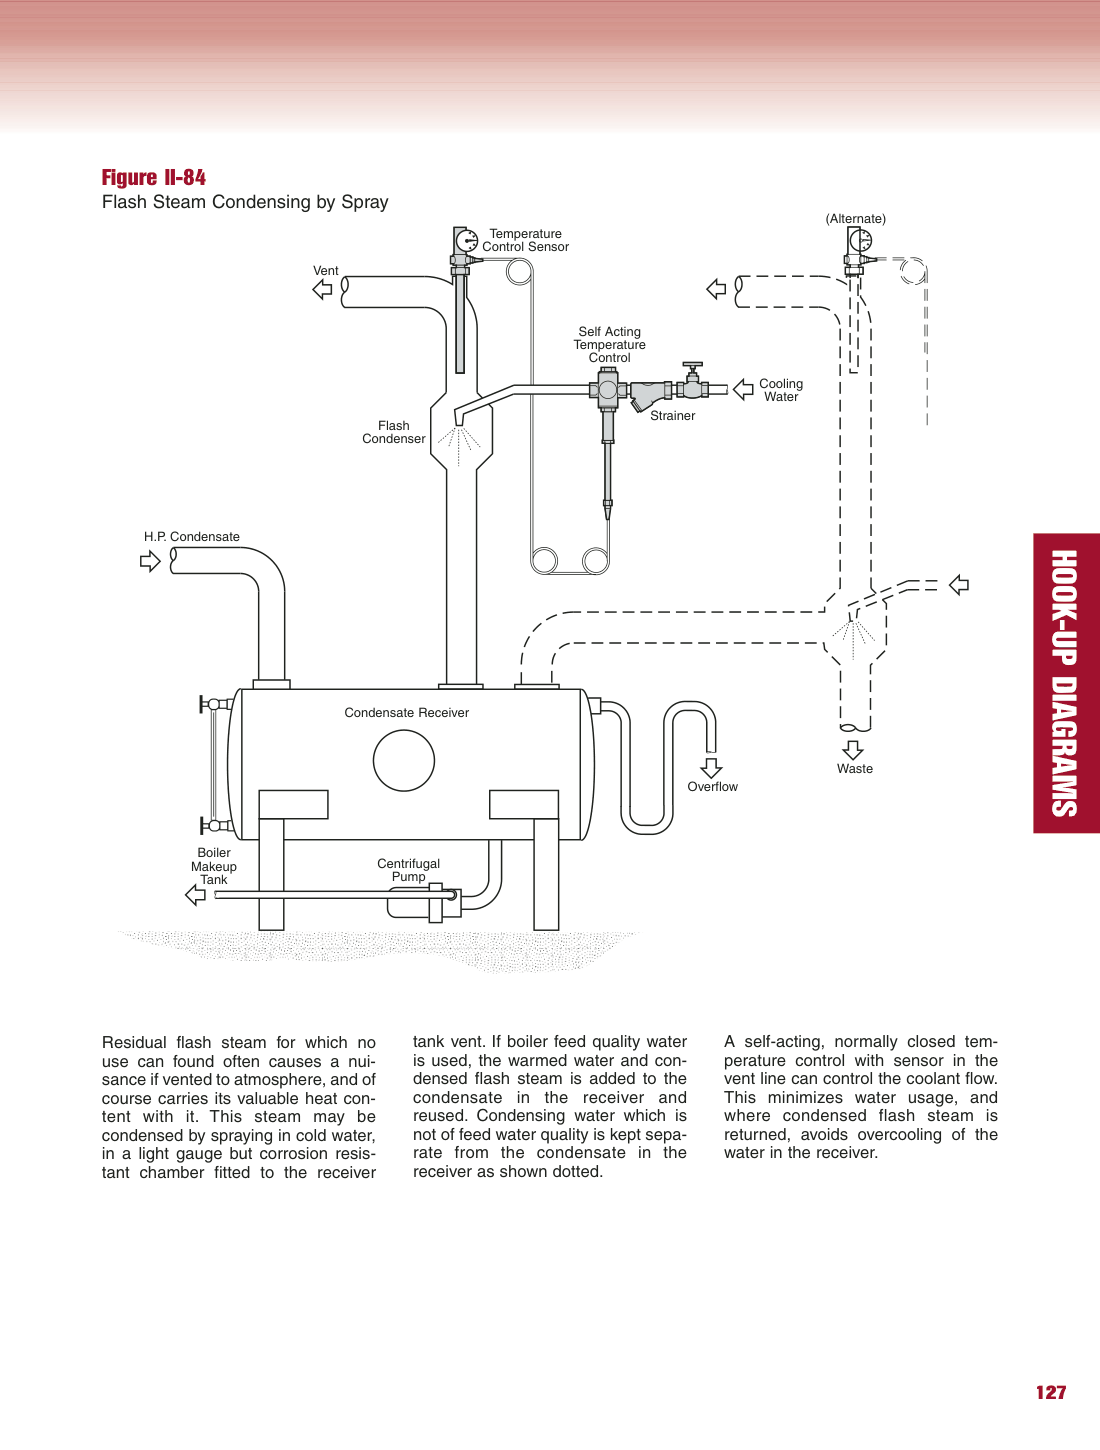 Figure II-84
Flash Steam Condensing by Spray
(Alternate)
Temperature
Control Sensor
Vent
Self Acting
Temperature
Control
Cooling
Water
Strainer
Flash
Condenser
H.P. Condensate
Condensate Receiver
Waste
Overflow
Boiler
Makeup
Tank
Centrifugal
Pump
HOOK-UP DIAGRAMS
Residual flash steam for which no
use can found often causes a nui-
sance if vented to atmosphere, and of
course carries its valuable heat con-
tent with it. This steam may be
condensed by spraying in cold water,
in a light gauge but corrosion resis-
tant chamber fitted to the receiver
tank vent. If boiler feed quality water
is used, the warmed water and con-
densed flash steam is added to the
condensate in the receiver and
reused. Condensing water which is
not of feed water quality is kept sepa-
rate from the condensate in the
receiver as shown dotted.
A self-acting, normally closed tem-
perature control with sensor in the
vent line can control the coolant flow.
This minimizes water usage, and
where condensed flash steam is
returned, avoids overcooling of the
water in the receiver.
127